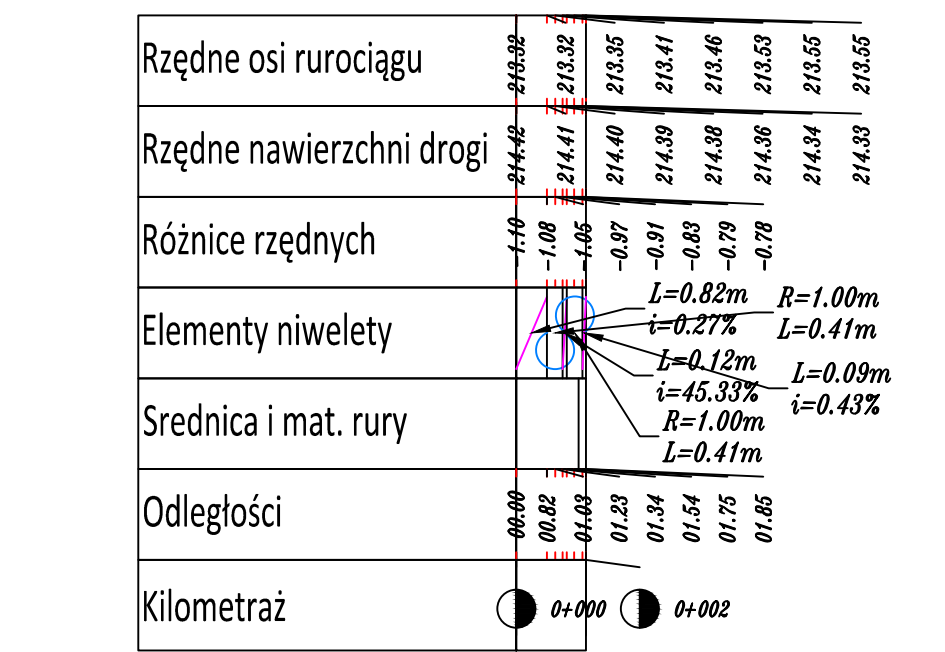 Rzędne osi rurociągu 213.32 213.32 213.35 213.41 213.46 213.53 213.55 213.55
Rzędne nawierzchni drogi 214.42 214.41 214.40 214.39 214.38 214.36 214.34 214.33
Różnice rzędnych -1.10 -1.08 -1.05 -0.97 -0.91 -0.83 -0.79 -0.78
Elementy niwelety
L=0.82m
i=0.27%
R=1.00m
L=0.41m
L=0.12m
i=45.33%
L=0.09m
i=0.43%
R=1.00m
L=0.41m
Srednica i mat. rury
Odległości 00.00 00.82 01.03 01.23 01.34 01.54 01.75 01.85
Kilometraż 0+000 0+002